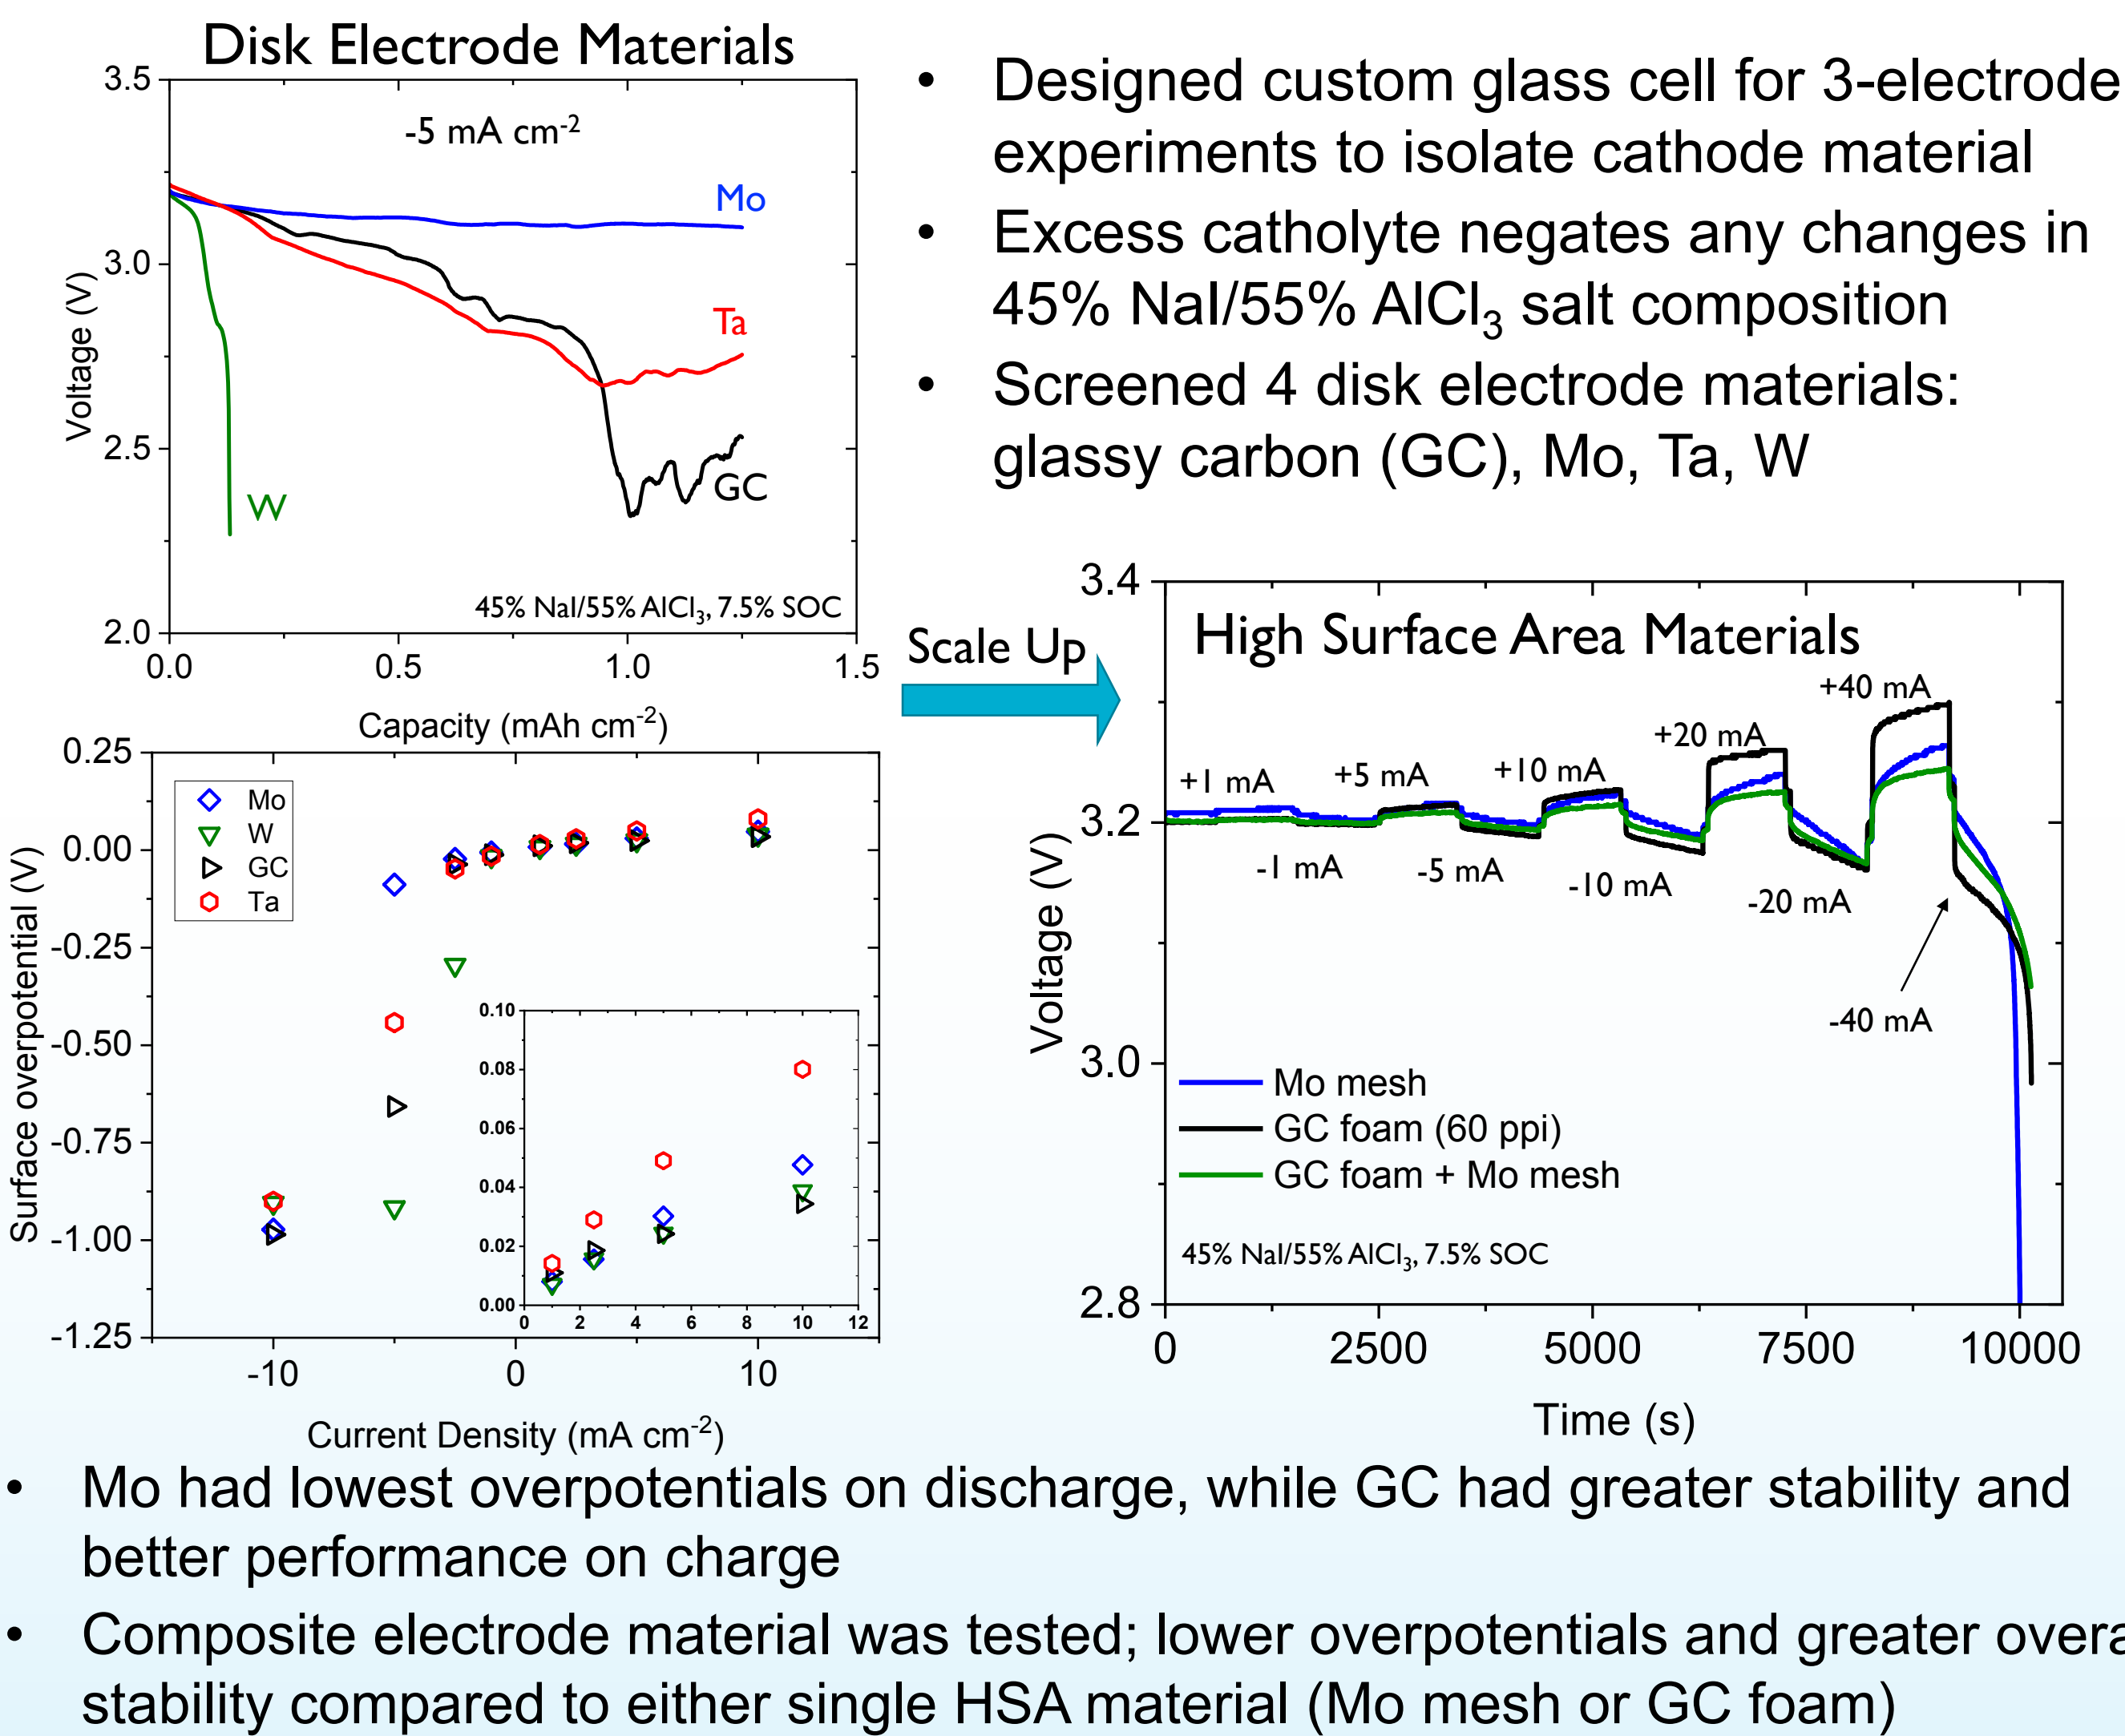 Disk Electrode Materials
3.5
3.0
2.5
2.0
Voltage (V)
-5 mA cm-2
Mo
Ta
GC
W
45% NaI/55% AlCl3, 7.5% SOC
0.0 0.5 1.0 1.5
Capacity (mAh cm-2)
• Designed custom glass cell for 3-electrode
experiments to isolate cathode material
• Excess catholyte negates any changes in
45% NaI/55% AlCl3 salt composition
• Screened 4 disk electrode materials:
glassy carbon (GC), Mo, Ta, W
Scale Up
0.25
0.00
-0.25
-0.50
-0.75
-1.00
-1.25
Surface overpotential (V)
Mo
W
GC
Ta
0.10
0.08
0.06
0.04
0.02
0.00
0 2 4 6 8 10 12
-10 0 10
Current Density (mA cm-2)
3.4
3.2
3.0
2.8
Voltage (V)
High Surface Area Materials
+40 mA
+20 mA
+10 mA
+5 mA
+1 mA
-1 mA
-5 mA
-10 mA
-20 mA
-40 mA
Mo mesh
GC foam (60 ppi)
GC foam + Mo mesh
45% NaI/55% AlCl3, 7.5% SOC
0 2500 5000 7500 10000
Time (s)
• Mo had lowest overpotentials on discharge, while GC had greater stability and
better performance on charge
• Composite electrode material was tested; lower overpotentials and greater overa
stability compared to either single HSA material (Mo mesh or GC foam)